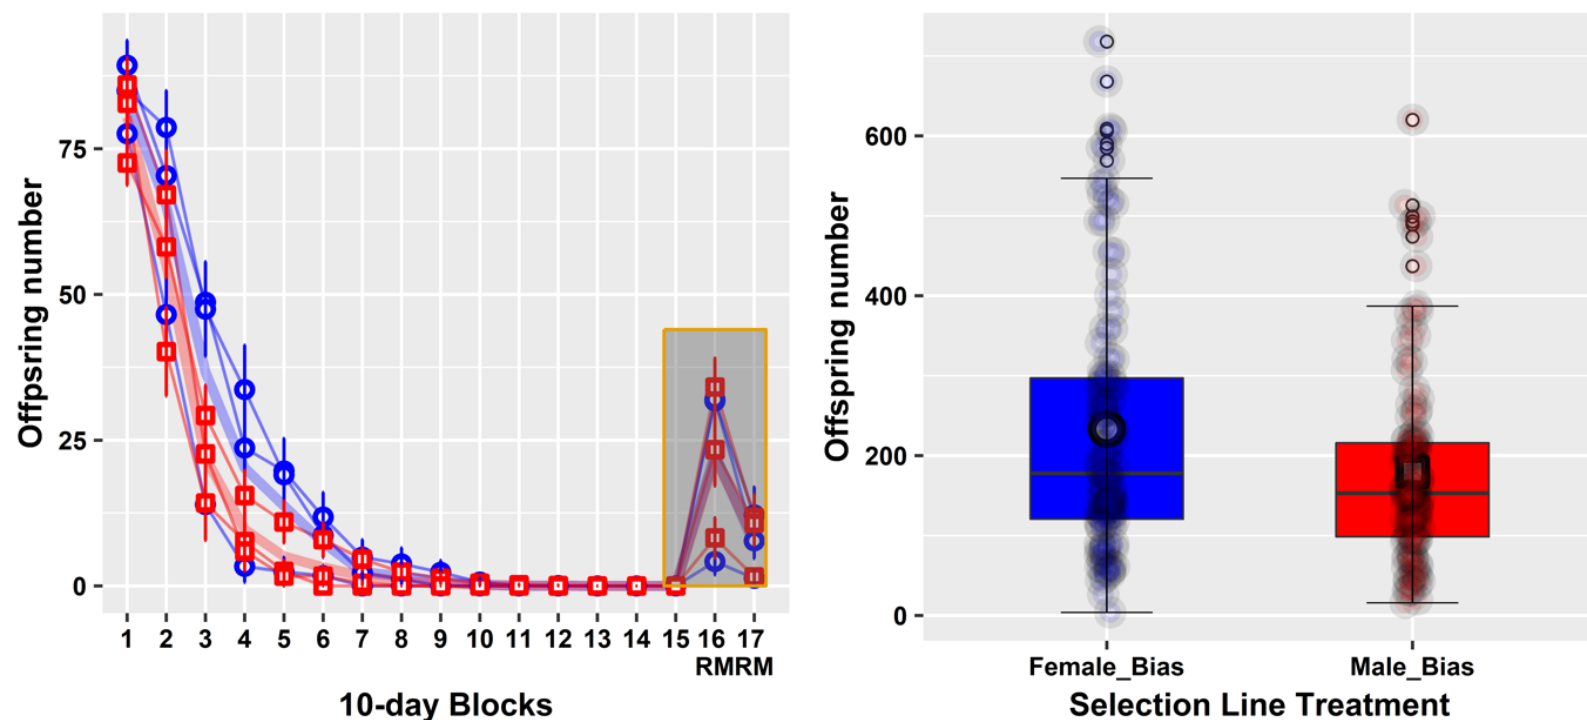 Offpsring number
75
50
25
0
1 2 3 4 5 6 7 8 9 10 11 12 13 14 15 16 17
RMRM
10-day Blocks
Offspring number
600
400
200
0
Female_Bias Male_Bias
Selection Line Treatment